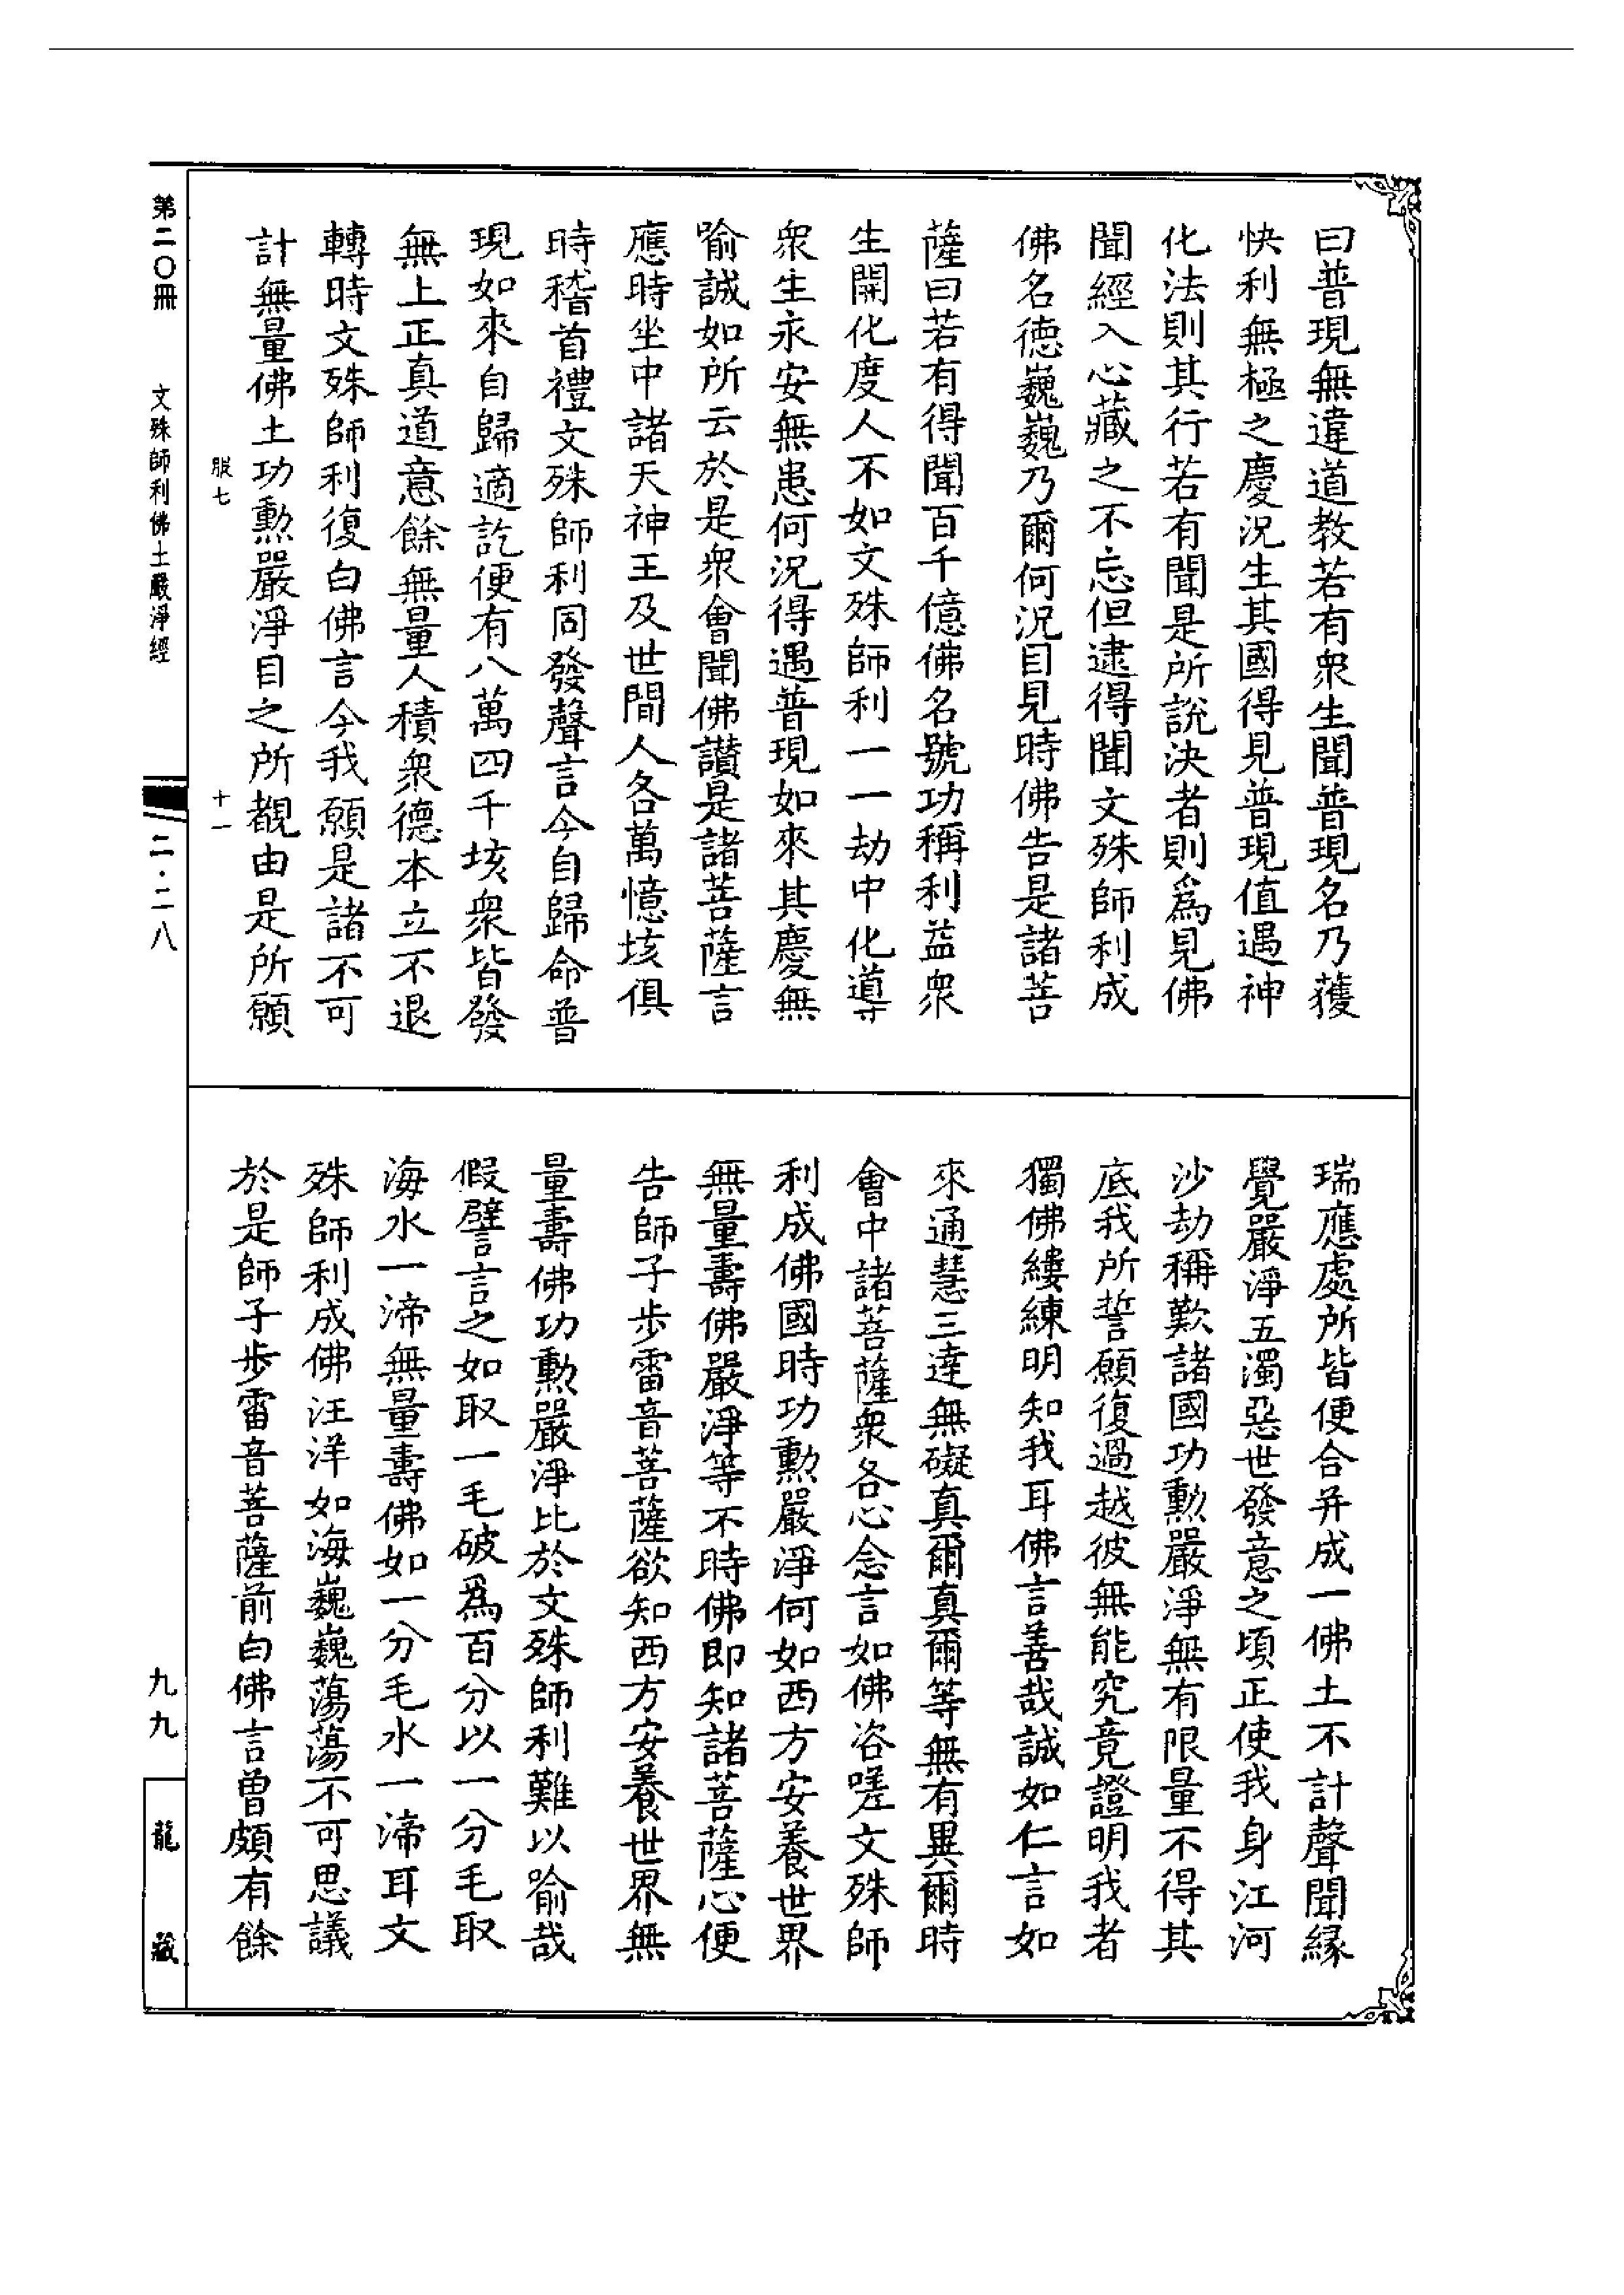 曰普現無違道教若有衆生聞普現名乃獲
快利無極之慶況生其國得見普現值遇神
化法則其行若有聞是所說決者則爲見佛
聞經入心藏之不忘但逮得聞文殊師利成
佛名德巍巍乃爾何況目見時佛告是諸菩
薩曰若有得聞百千億佛名號功稱利益衆
生開化度人不如文殊師利一一劫中化導
衆生永安無患何況得遇普現如來其慶無
喻誠如所云於是衆會聞佛讃是諸菩薩言
應時坐中諸天神王及世間人各萬憶垓俱
時稽首禮文殊師利同發聲言今自歸命普
現如來自歸適訖便有八萬四千垓衆皆發
無上正真道意餘無量人積衆德本立不退
轉時文殊師利復白佛言今我願是諸不可
計無量佛土功勲嚴淨目之所覩由是所願
瑞應處所皆便合并成一佛土不計聲聞縁
覺嚴淨五濁惡世發意之頃正使我身江河
沙劫稱歎諸國功勲嚴淨無有限量不得其
底我所誓願復過越彼無能究竟證明我者
獨佛縷練明知我耳佛言善哉誠如仁言如
來通慧三達無礙真爾真爾等無有異爾時
會中諸菩薩衆各心念言如佛咨嗟文殊師
利成佛國時功勲嚴淨何如西方安養世界
無量壽佛嚴淨等不時佛即知諸菩薩心便
告師子步雷音菩薩欲知西方安養世界無
量壽佛功勲嚴淨比於文殊師利難以喻哉
假譬言之如取一毛破爲百分以一分毛取
海水一渧無量壽佛如一分毛水一渧耳文
殊師利成佛汪洋如海巍巍蕩蕩不可思議
於是師子步雷音菩薩前白佛言曾頗有餘
服七
十一
第二〇冊
文殊師利佛土嚴淨經
二·二八
九九
龍藏